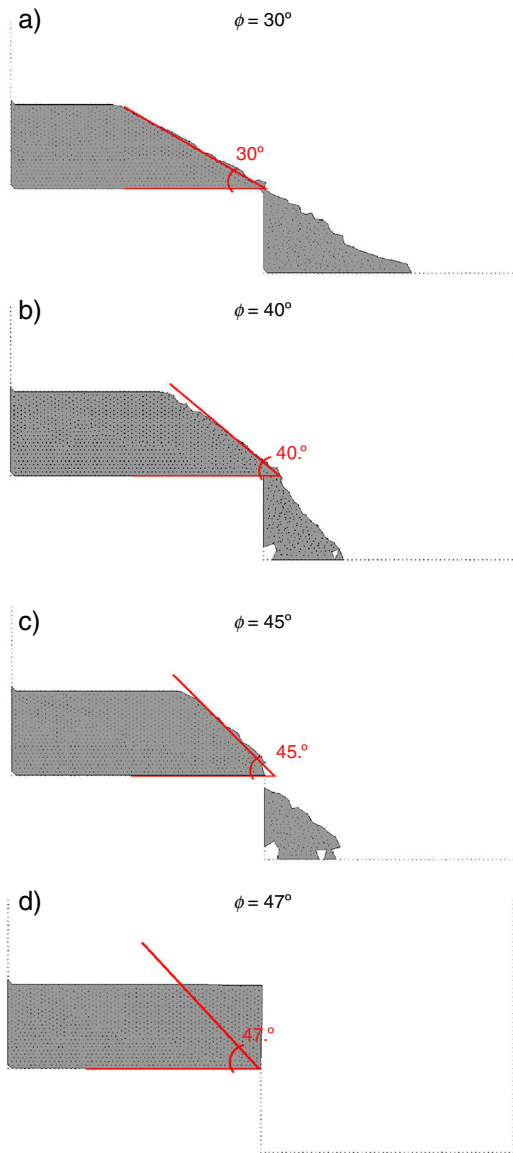 a)
ϕ = 30º
30º
b)
ϕ = 40º
40.º
c)
ϕ = 45º
45.º
d)
ϕ = 47º
47.º